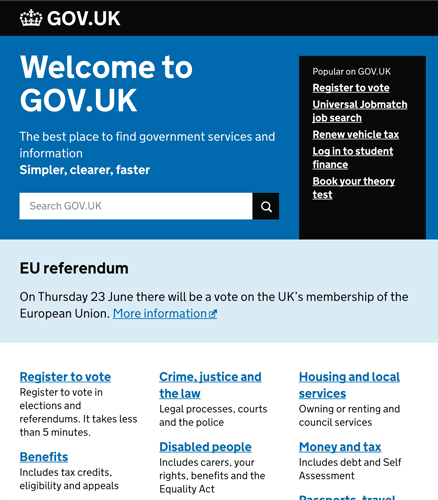 GOV.UK
Welcome to
GOV.UK
The best place to find government services and
information
Simpler, clearer, faster
Search GOV.UK
Popular on GOV.UK
Register to vote
Universal Jobmatch
job search
Renew vehicle tax
Log in to student
finance
Book your theory
test
EU referendum
On Thursday 23 June there will be a vote on the UK's membership of the
European Union. More information
Register to vote
Register to vote in
elections and
referendums. It takes less
than 5 minutes.
Benefits
Includes tax credits,
eligibility and appeals
Crime, justice and
the law
Legal processes, courts
and the police
Disabled people
Includes carers, your
rights, benefits and the
Equality Act
Housing and local
services
Owning or renting and
council services
Money and tax
Includes debt and Self
Assessment
Passports, travel